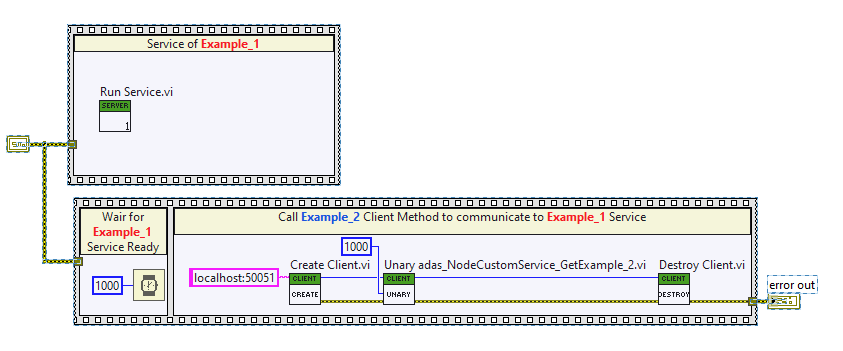 Service of Example_1
Run Service.vi
SERVER
1
Wair for
Example_1
Service Ready
1000
Call Example_2 Client Method to communicate to Example_1 Service
1000
localhost:50051
Create Client.vi
CLIENT
CREATE
Unary adas_NodeCustomService_GetExample_2.vi
CLIENT
UNARY
Destroy Client.vi
CLIENT
DESTROY
error out